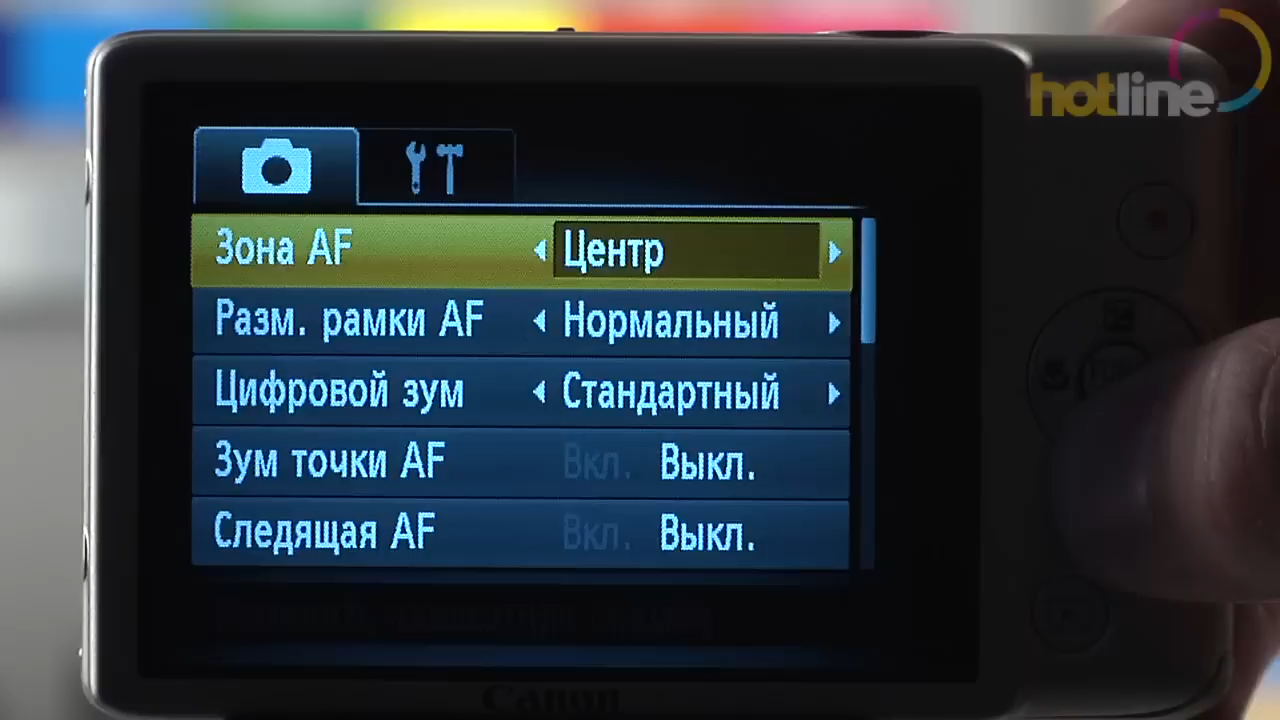 hotline
Зона AF Центр
Разм. рамки AF Нормальный
Цифровой зум Стандартный
Зум точки AF Вкл. Выкл.
Следящая AF Вкл. Выкл.
Canon